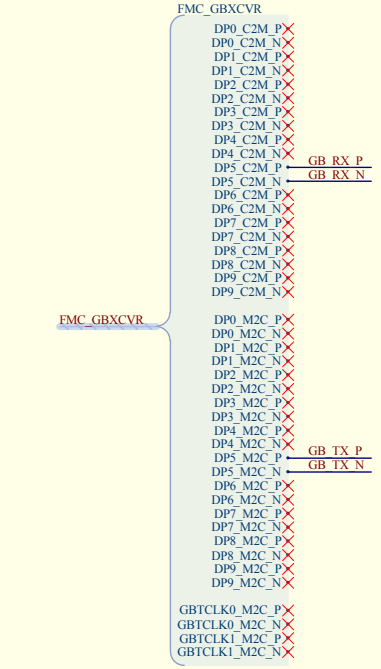 FMC_GBXCVR
DP0_C2M_P
DP0_C2M_N
DP1_C2M_P
DP1_C2M_N
DP2_C2M_P
DP2_C2M_N
DP3_C2M_P
DP3_C2M_N
DP4_C2M_P
DP4_C2M_N
DP5_C2M_P GB_RX_P
DP5_C2M_N GB_RX_N
DP6_C2M_P
DP6_C2M_N
DP7_C2M_P
DP7_C2M_N
DP8_C2M_P
DP8_C2M_N
DP9_C2M_P
DP9_C2M_N
FMC_GBXCVR DP0_M2C_P
DP0_M2C_N
DP1_M2C_P
DP1_M2C_N
DP2_M2C_P
DP2_M2C_N
DP3_M2C_P
DP3_M2C_N
DP4_M2C_P
DP4_M2C_N
DP5_M2C_P GB_TX_P
DP5_M2C_N GB_TX_N
DP6_M2C_P
DP6_M2C_N
DP7_M2C_P
DP7_M2C_N
DP8_M2C_P
DP8_M2C_N
DP9_M2C_P
DP9_M2C_N
GBTCLK0_M2C_P
GBTCLK0_M2C_N
GBTCLK1_M2C_P
GBTCLK1_M2C_N